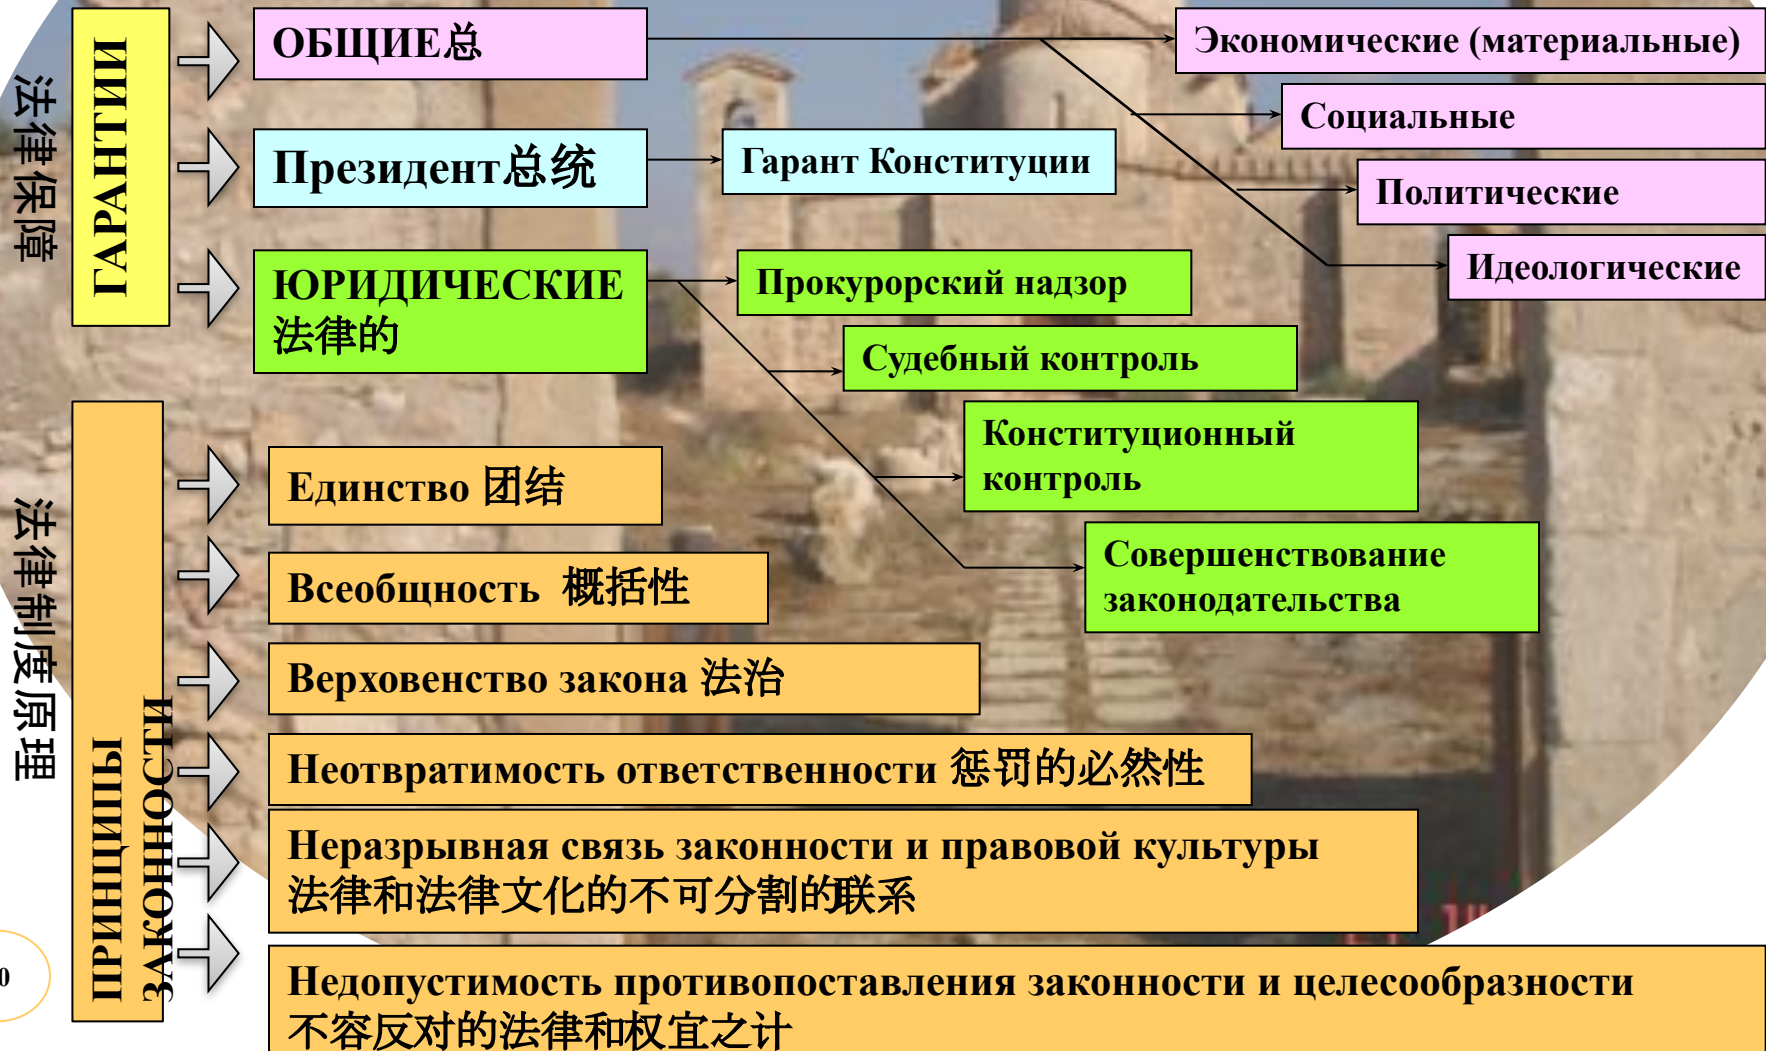 法律保障
ГАРАНТИИ
ОБЩИЕ总
Экономические (материальные)
Социальные
Политические
Идеологические
Президент总统
Гарант Конституции
ЮРИДИЧЕСКИЕ
法律的
Прокурорский надзор
Судебный контроль
Конституционный
контроль
Совершенствование
законодательства
法律制度原理
ПРИНЦИПЫ
ЗАКОННОСТИ
Единство 团结
Всеобщность 概括性
Верховенство закона 法治
Неотвратимость ответственности 惩罚的必然性
Неразрывная связь законности и правовой культуры
法律和法律文化的不可分割的联系
Недопустимость противопоставления законности и целесообразности
不容反对的法律和权宜之计